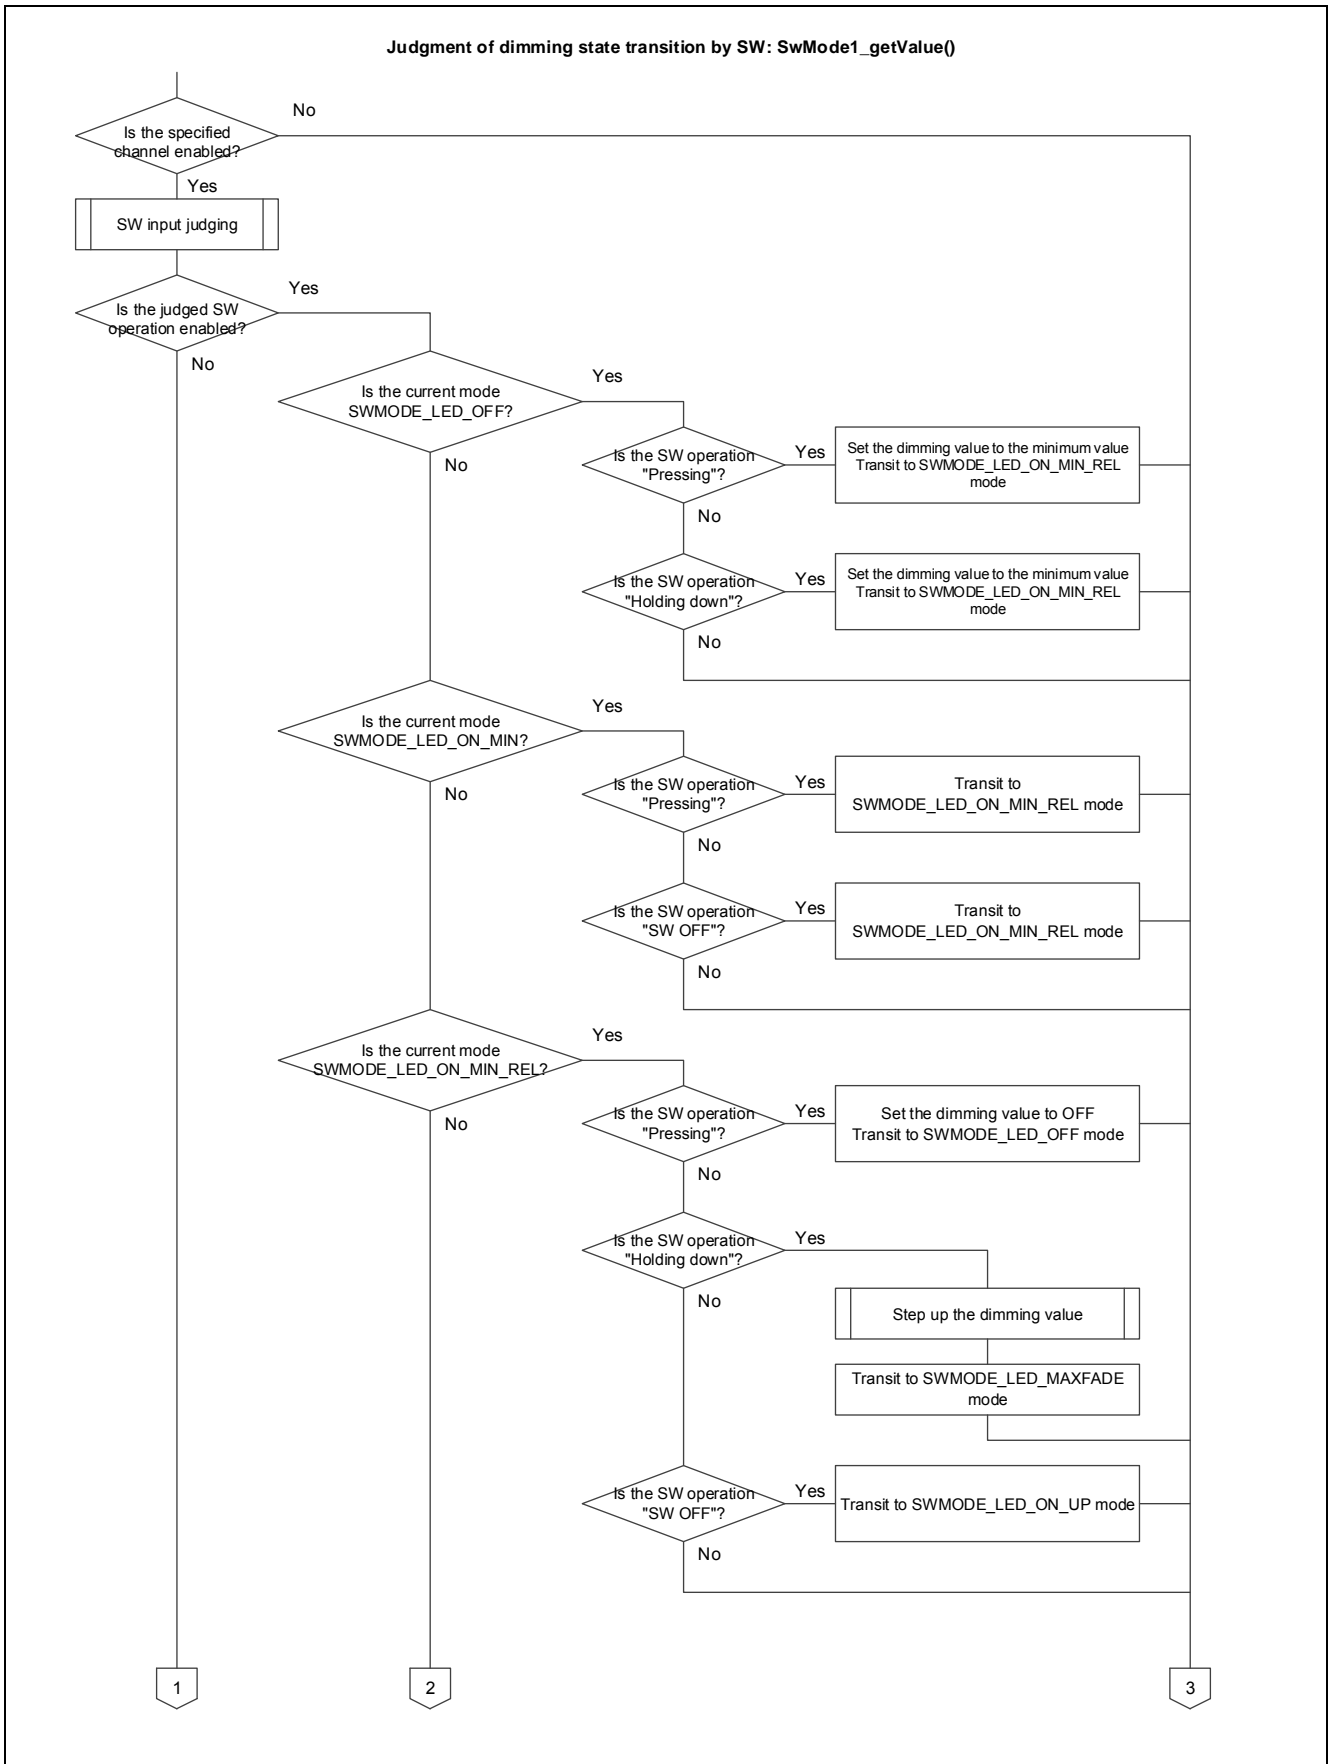 Judgment of dimming state transition by SW: SwMode1_getValue()
No
Is the specified
channel enabled?
Yes
SW input judging
Yes
Is the judged SW
operation enabled?
No
Yes
Is the current mode
SWMODE_LED_OFF?
No
Is the SW operation
"Pressing"?
Yes
Set the dimming value to the minimum value
Transit to SWMODE_LED_ON_MIN_REL
mode
No
Is the SW operation
"Holding down"?
Yes
Set the dimming value to the minimum value
Transit to SWMODE_LED_ON_MIN_REL
mode
No
Yes
Is the current mode
SWMODE_LED_ON_MIN?
No
Is the SW operation
"Pressing"?
Yes
Transit to
SWMODE_LED_ON_MIN_REL mode
No
Is the SW operation
"SW OFF"?
Yes
Transit to
SWMODE_LED_ON_MIN_REL mode
No
Yes
Is the current mode
SWMODE_LED_ON_MIN_REL?
No
Is the SW operation
"Pressing"?
Yes
Set the dimming value to OFF
Transit to SWMODE_LED_OFF mode
No
Is the SW operation
"Holding down"?
Yes
No
Step up the dimming value
Transit to SWMODE_LED_MAXFADE
mode
Is the SW operation
"SW OFF"?
Yes
Transit to SWMODE_LED_ON_UP mode
No
1
2
3